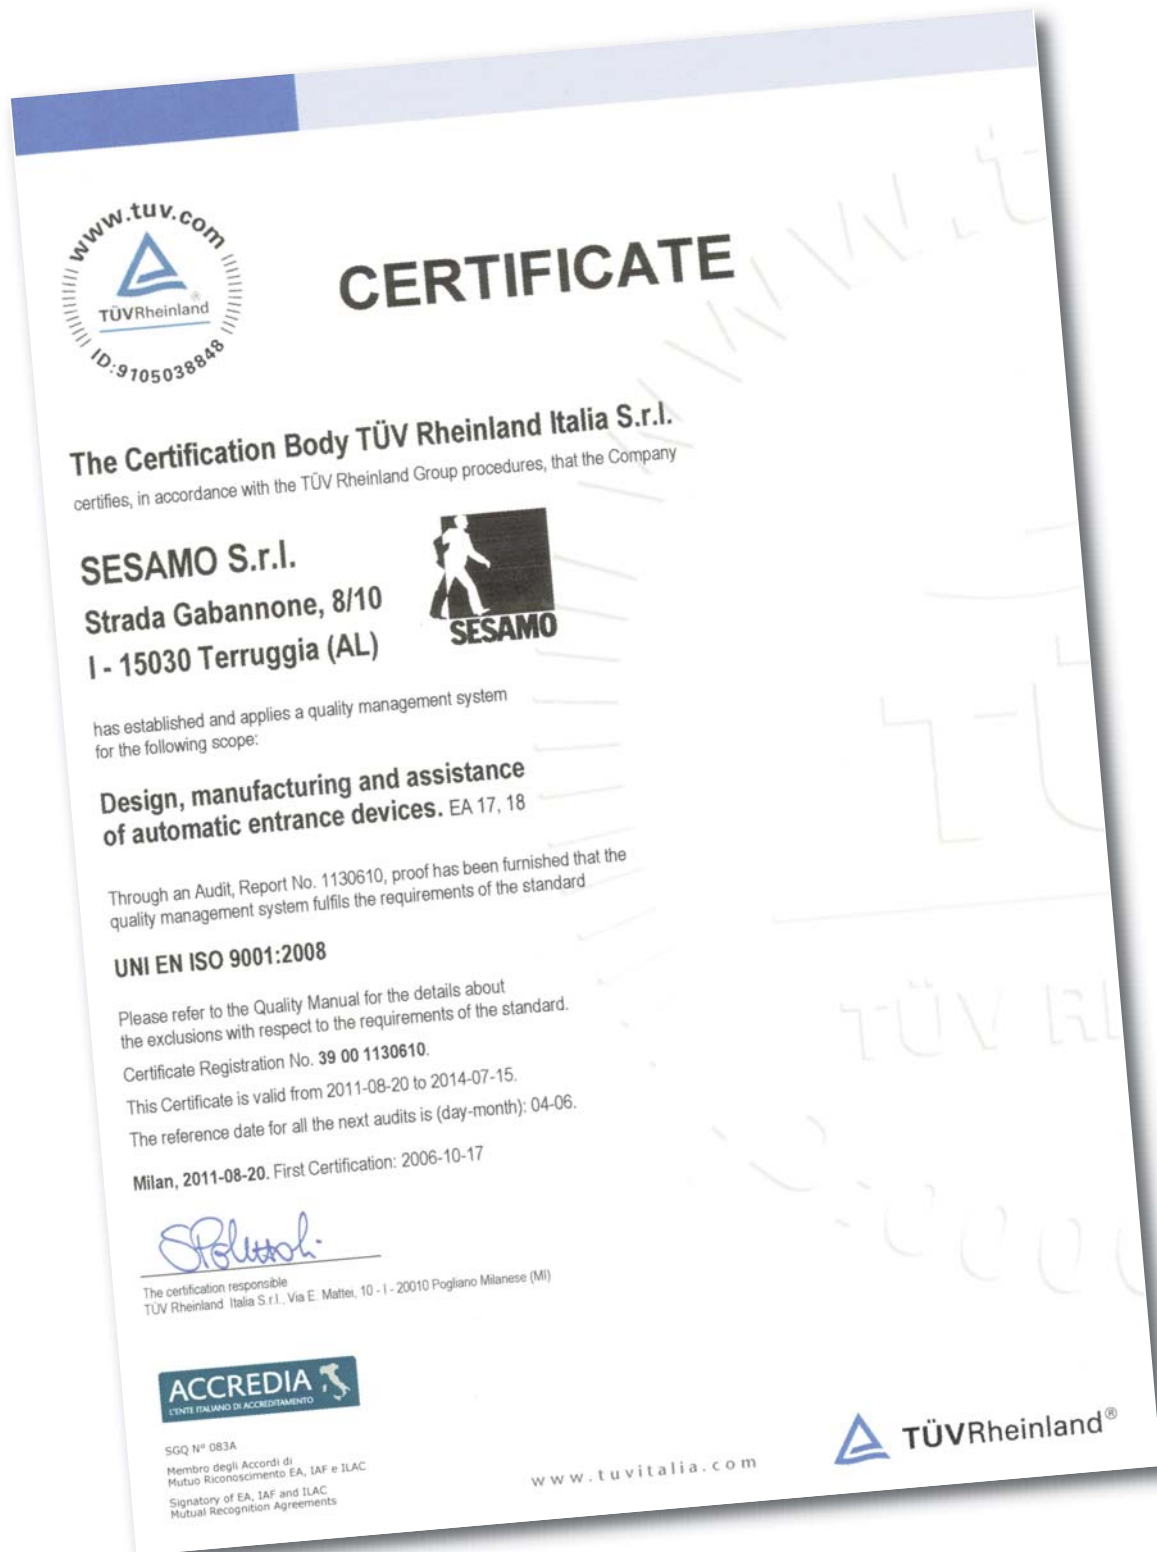 www.tuv.com
TÜVRheinland®
ID:9105038848
CERTIFICATE
The Certification Body TÜV Rheinland Italia S.r.l.
certifies, in accordance with the TÜV Rheinland Group procedures, that the Company
SESAMO S.r.l.
Strada Gabannone, 8/10
I - 15030 Terruggia (AL)
SESAMO
has established and applies a quality management system
for the following scope:
Design, manufacturing and assistance
of automatic entrance devices. EA 17, 18
Through an Audit, Report No. 1130610, proof has been furnished that the
quality management system fulfils the requirements of the standard
UNI EN ISO 9001:2008
Please refer to the Quality Manual for the details about
the exclusions with respect to the requirements of the standard.
Certificate Registration No. 39 00 1130610.
This Certificate is valid from 2011-08-20 to 2014-07-15.
The reference date for all the next audits is (day-month): 04-06.
Milan, 2011-08-20. First Certification: 2006-10-17
The certification responsible
TÜV Rheinland Italia S.r.l., Via E. Mattei, 10 - I - 20010 Pogliano Milanese (MI)
ACCREDIA
L'ENTE ITALIANO DI ACCREDITAMENTO
SGQ Nº 083A
Membro degli Accordi di
Mutuo Riconoscimento EA, IAF e ILAC
Signatory of EA, IAF and ILAC
Mutual Recognition Agreements
www.tuvitalia.com
TÜVRheinland®